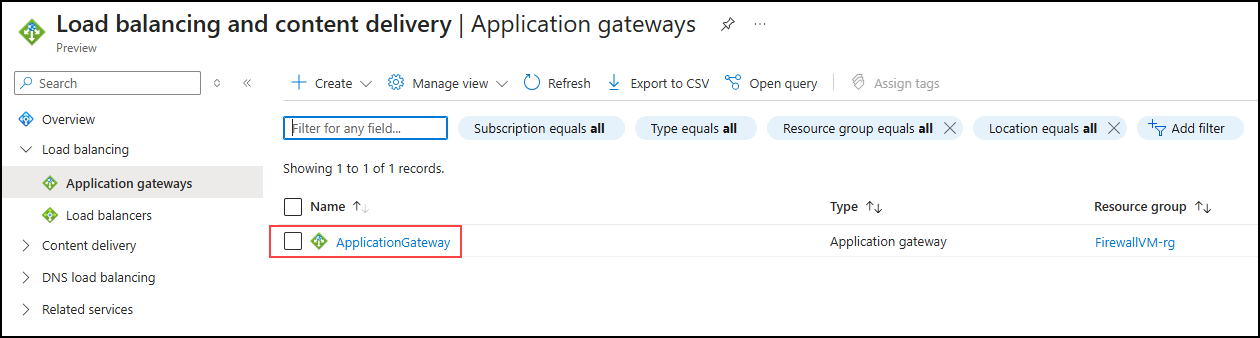 Load balancing and content delivery | Application gateways ...
Preview
Search
Create Manage view Refresh Export to CSV Open query Assign tags
Overview
Load balancing
Application gateways
Load balancers
Content delivery
DNS load balancing
Related services
Filter for any field... Subscription equals all Type equals all Resource group equals all Location equals all Add filter
Showing 1 to 1 of 1 records.
Name Type Resource group
ApplicationGateway Application gateway FirewallVM-rg